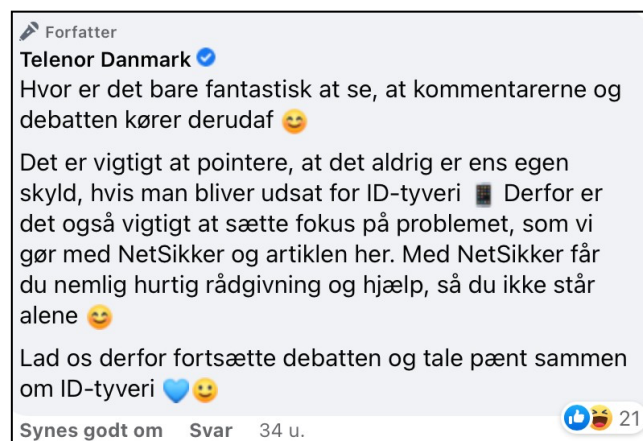 Forfatter
Telenor Danmark
Hvor er det bare fantastisk at se, at kommentarerne og
debatten kører derudaf 😊
Det er vigtigt at pointere, at det aldrig er ens egen
skyld, hvis man bliver udsat for ID-tyveri 📱 Derfor er
det også vigtigt at sætte fokus på problemet, som vi
gør med NetSikker og artiklen her. Med NetSikker får
du nemlig hurtig rådgivning og hjælp, så du ikke står
alene 😊
Lad os derfor fortsætte debatten og tale pænt sammen
om ID-tyveri 💙🙂
Synes godt om Svar 34 u. 21